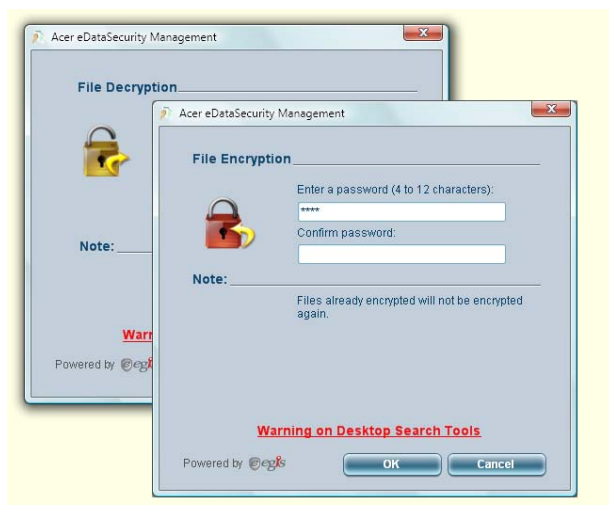 Acer eDataSecurity Management
File Decryption
Note:
Powered by egis
Acer eDataSecurity Management
File Encryption
Enter a password (4 to 12 characters):
****
Confirm password:
Note:
Files already encrypted will not be encrypted
again.
Warning on Desktop Search Tools
Powered by egis
OK Cancel